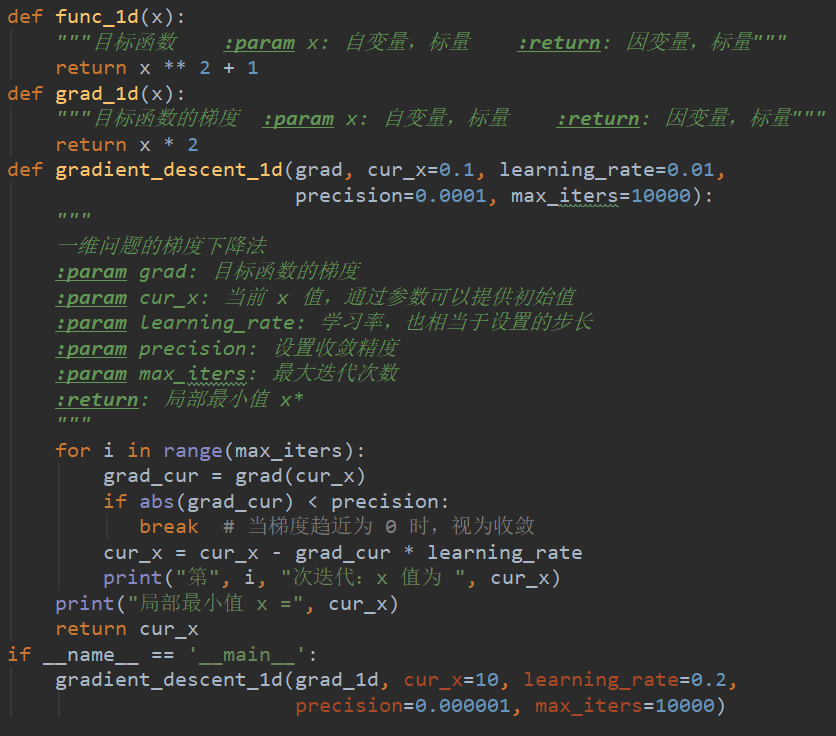 def func_1d(x):
    """目标函数    :param x: 自变量，标量    :return: 因变量，标量"""
    return x ** 2 + 1
def grad_1d(x):
    """目标函数的梯度  :param x: 自变量，标量    :return: 因变量，标量"""
    return x * 2
def gradient_descent_1d(grad, cur_x=0.1, learning_rate=0.01,
                        precision=0.0001, max_iters=10000):
    """
    一维问题的梯度下降法
    :param grad: 目标函数的梯度
    :param cur_x: 当前 x 值，通过参数可以提供初始值
    :param learning_rate: 学习率，也相当于设置的步长
    :param precision: 设置收敛精度
    :param max_iters: 最大迭代次数
    :return: 局部最小值 x*
    """
    for i in range(max_iters):
        grad_cur = grad(cur_x)
        if abs(grad_cur) < precision:
           break  # 当梯度趋近为 0 时，视为收敛
        cur_x = cur_x - grad_cur * learning_rate
        print("第", i, "次迭代：x 值为 ", cur_x)
    print("局部最小值 x =", cur_x)
    return cur_x
if __name__ == '__main__':
    gradient_descent_1d(grad_1d, cur_x=10, learning_rate=0.2,
                        precision=0.000001, max_iters=10000)